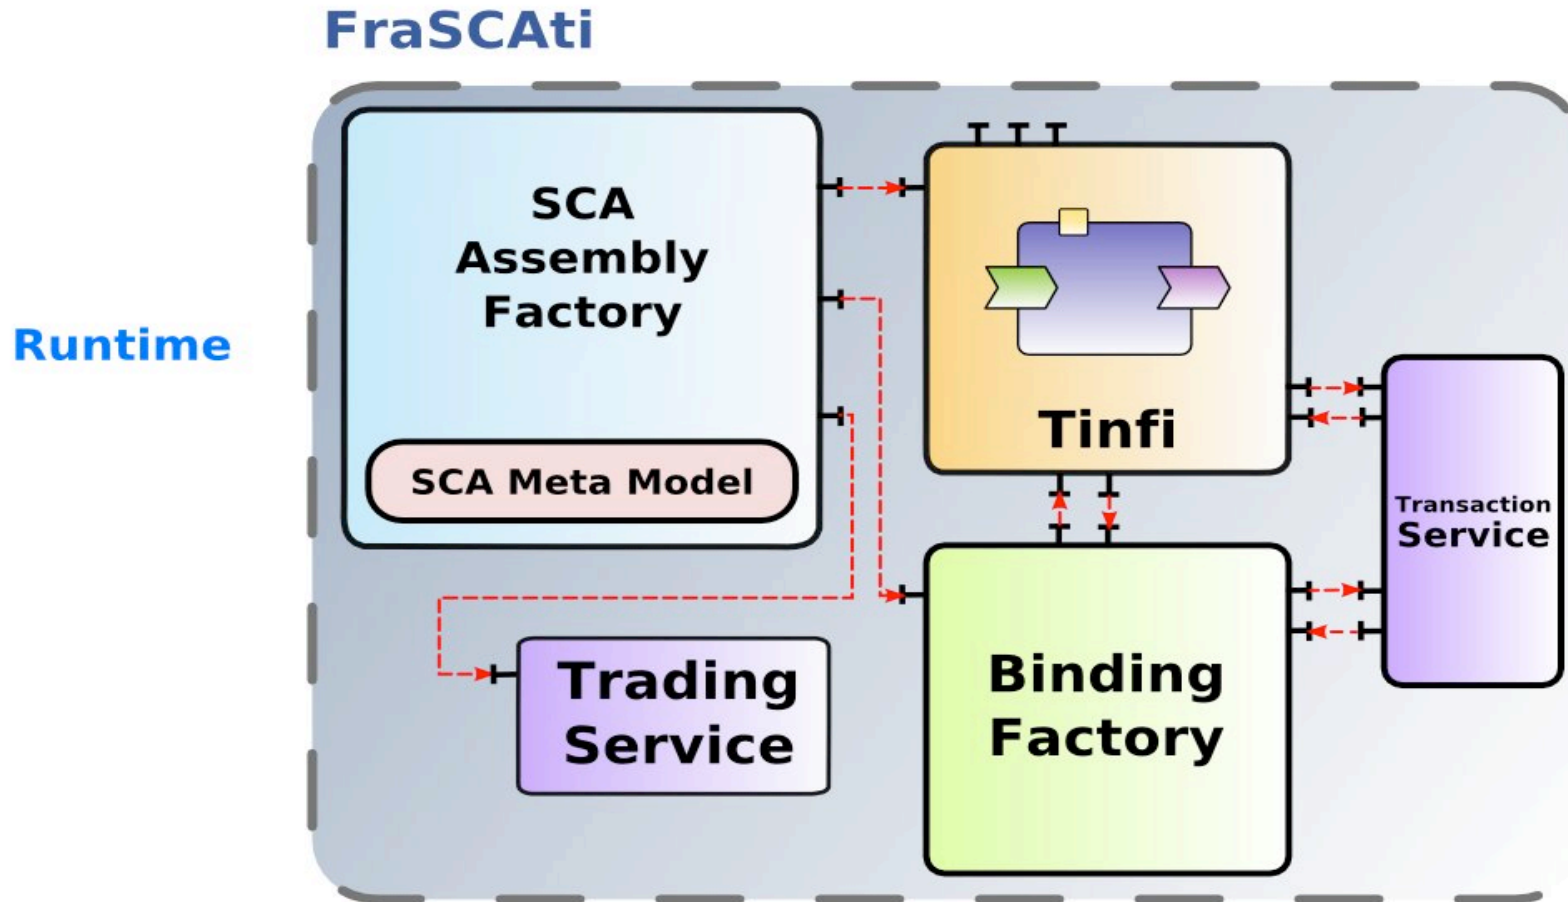 FraSCAti
Runtime
SCA
Assembly
Factory
SCA Meta Model
Tinfi
Transaction
Service
Trading
Service
Binding
Factory